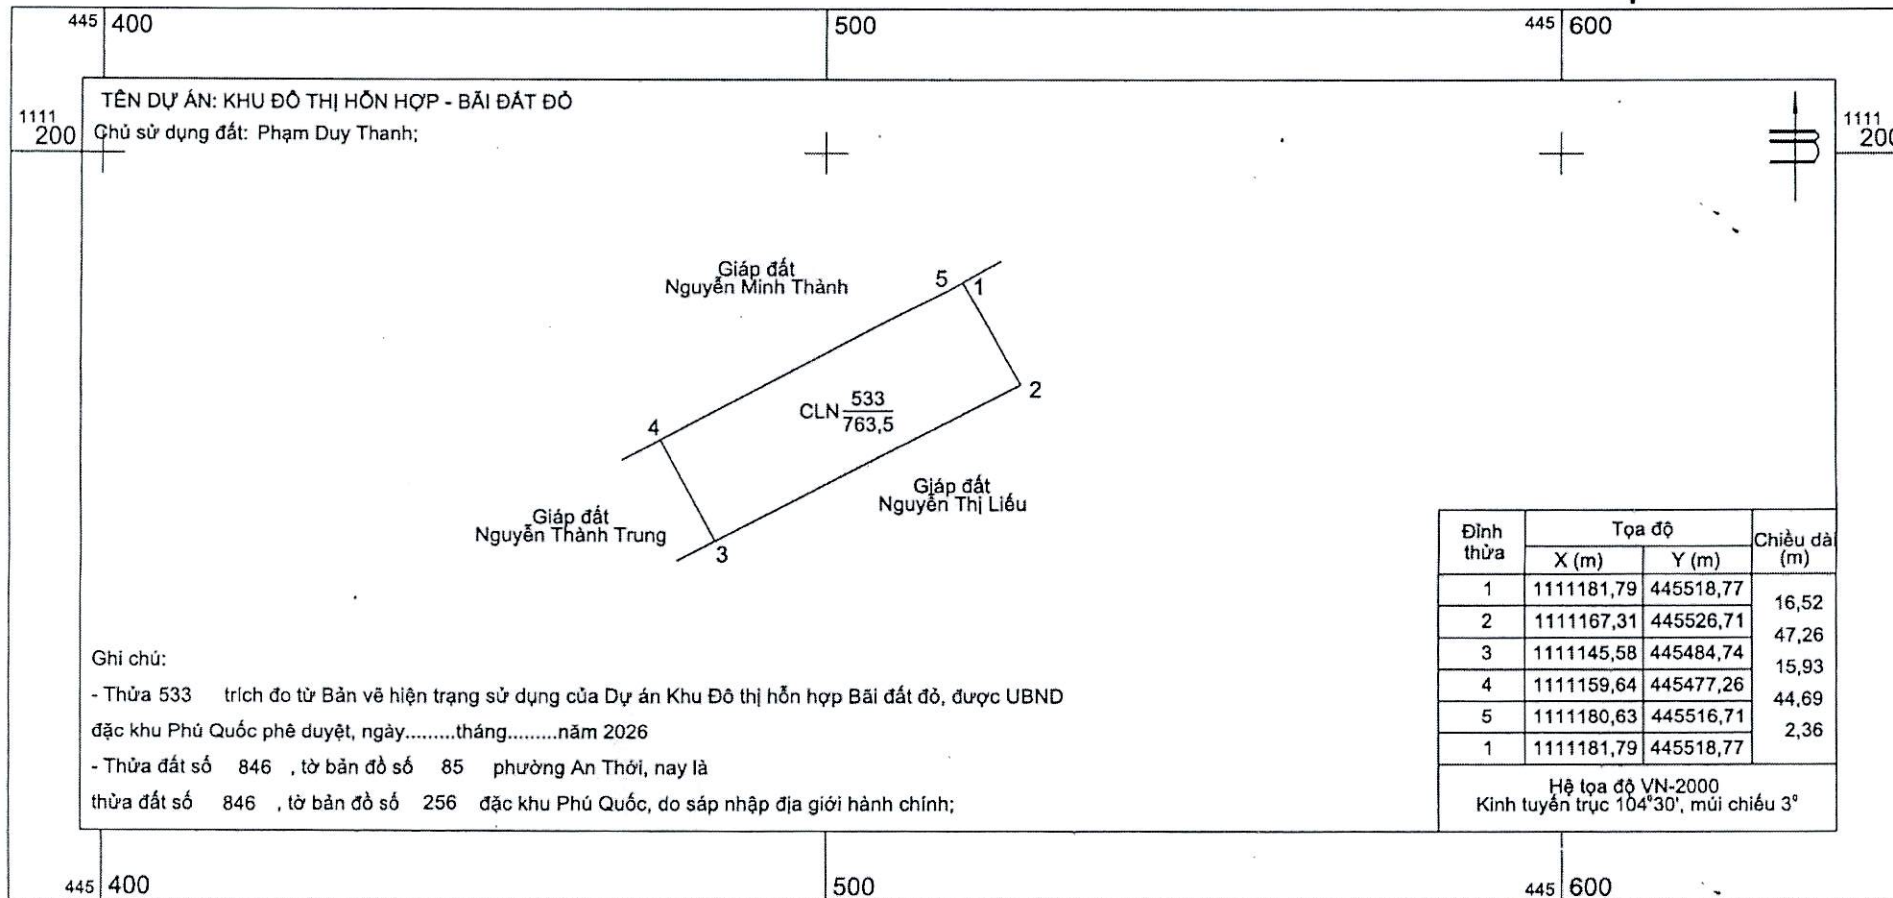 445 400 500 445 600
TÊN DỰ ÁN: KHU ĐÔ THỊ HỖN HỢP - BÃI ĐẤT ĐỎ
1111 200 1111 200
Chủ sử dụng đất: Phạm Duy Thanh;
Giáp đất
Nguyễn Minh Thành
5
1
CLN 533
763,5
2
4
Giáp đất
Nguyễn Thị Liếu
Giáp đất
Nguyễn Thành Trung
3
Đỉnh thửa Tọa độ Chiều dài (m)
X (m) Y (m)
1 1111181,79 445518,77
16,52
2 1111167,31 445526,71
47,26
3 1111145,58 445484,74
15,93
4 1111159,64 445477,26
44,69
5 1111180,63 445516,71
2,36
1 1111181,79 445518,77
Hệ tọa độ VN-2000
Kinh tuyến trục 104°30', múi chiếu 3°
Ghi chú:
- Thửa 533 trích đo từ Bản vẽ hiện trạng sử dụng của Dự án Khu Đô thị hỗn hợp Bãi đất đỏ, được UBND
đặc khu Phú Quốc phê duyệt, ngày.........tháng.........năm 2026
- Thửa đất số 846 , tờ bản đồ số 85 phường An Thới, nay là
thửa đất số 846 , tờ bản đồ số 256 đặc khu Phú Quốc, do sáp nhập địa giới hành chính;
445 400 500 445 600